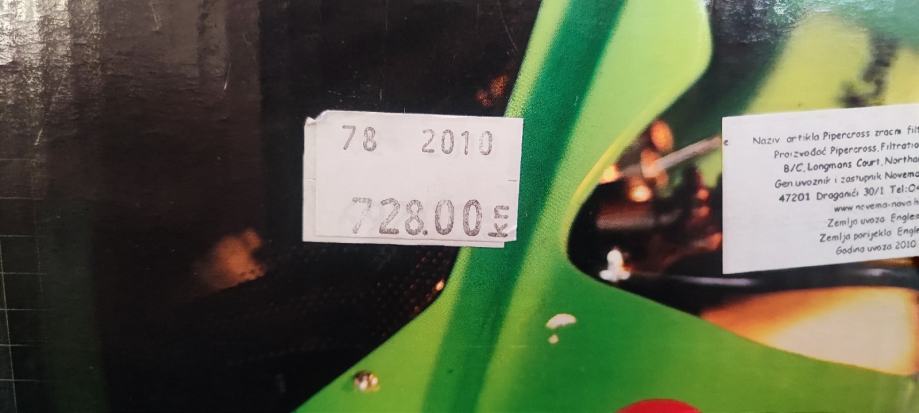 78 2010
728.00 kn
Naziv artikla Pipercross zracni
Proizvođač Pipercross, Filtratio
B/C, Longmans Court, Northa
Gen.uvoznik i zastupnik Novema
47201 Draganići 30/1 Tel:0
www.novema-nova.h
Zemlja uvoza Engles
Zemlja porijekla Engle
Godina uvoza 2010